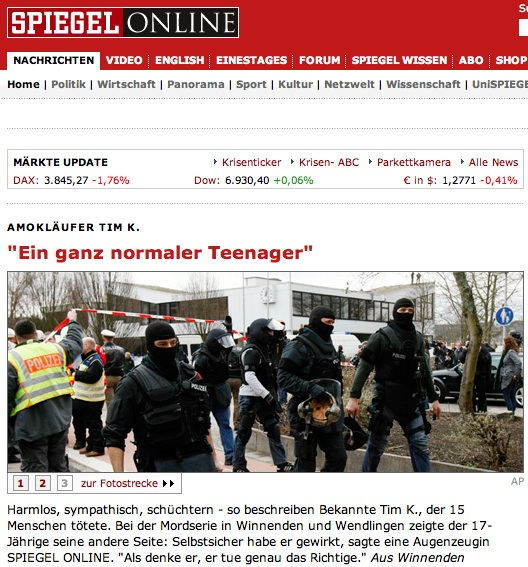 SPIEGEL ONLINE
NACHRICHTEN VIDEO ENGLISH EINESTAGES FORUM SPIEGEL WISSEN ABO SHOP
Home | Politik | Wirtschaft | Panorama | Sport | Kultur | Netzwelt | Wissenschaft | UniSPIEGE
MÄRKTE UPDATE Krisenticker Krisen- ABC Parkettkamera Alle News
DAX: 3.845,27 -1,76% Dow: 6.930,40 +0,06% € in $: 1,2771 -0,41%
AMOKLÄUFER TIM K.
"Ein ganz normaler Teenager"
POLIZEI
1 2 3 zur Fotostrecke
AP
Harmlos, sympathisch, schüchtern - so beschreiben Bekannte Tim K., der 15
Menschen tötete. Bei der Mordserie in Winnenden und Wendlingen zeigte der 17-
Jährige seine andere Seite: Selbstsicher habe er gewirkt, sagte eine Augenzeugin
SPIEGEL ONLINE. "Als denke er, er tue genau das Richtige." Aus Winnenden